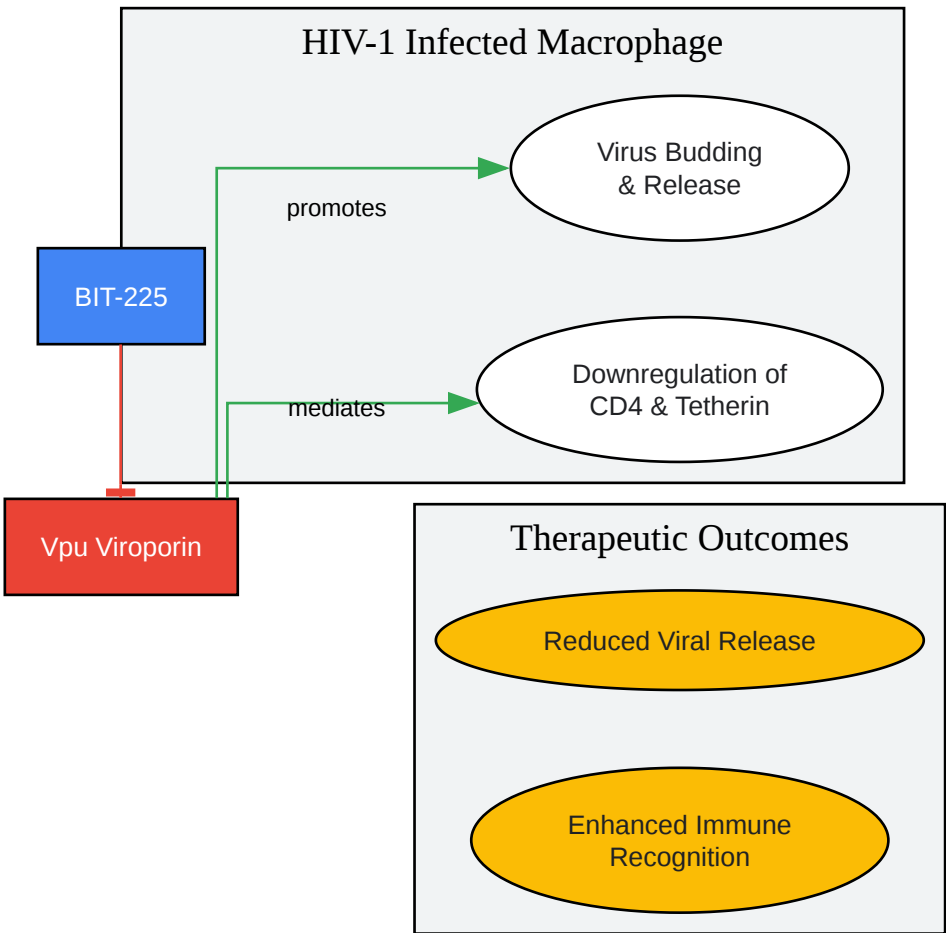 HIV-1 Infected Macrophage
Virus Budding
& Release
promotes
BIT-225
Downregulation of
CD4 & Tetherin
mediates
Vpu Viroporin
Therapeutic Outcomes
Reduced Viral Release
Enhanced Immune
Recognition